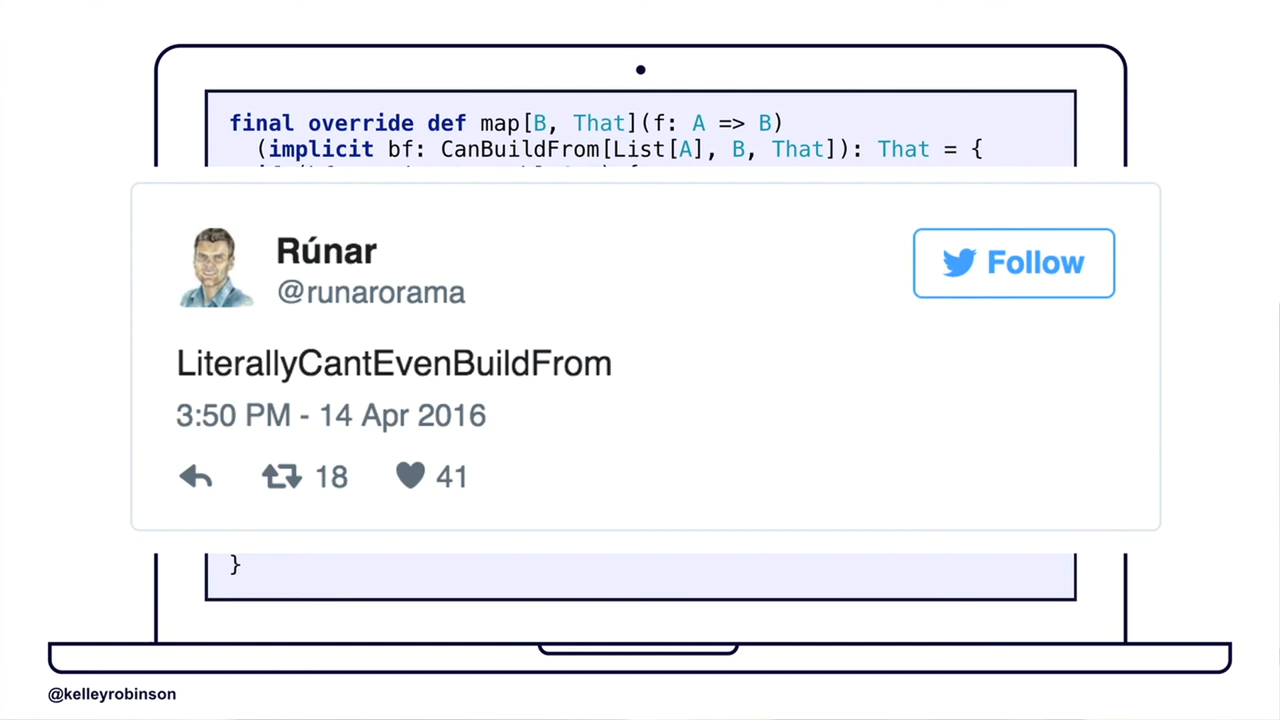 final override def map[B, That](f: A => B)
(implicit bf: CanBuildFrom[List[A], B, That]): That = {
Rúnar
@runarorama
Follow
LiterallyCantEvenBuildFrom
3:50 PM - 14 Apr 2016
18 41
}
@kelleyrobinson